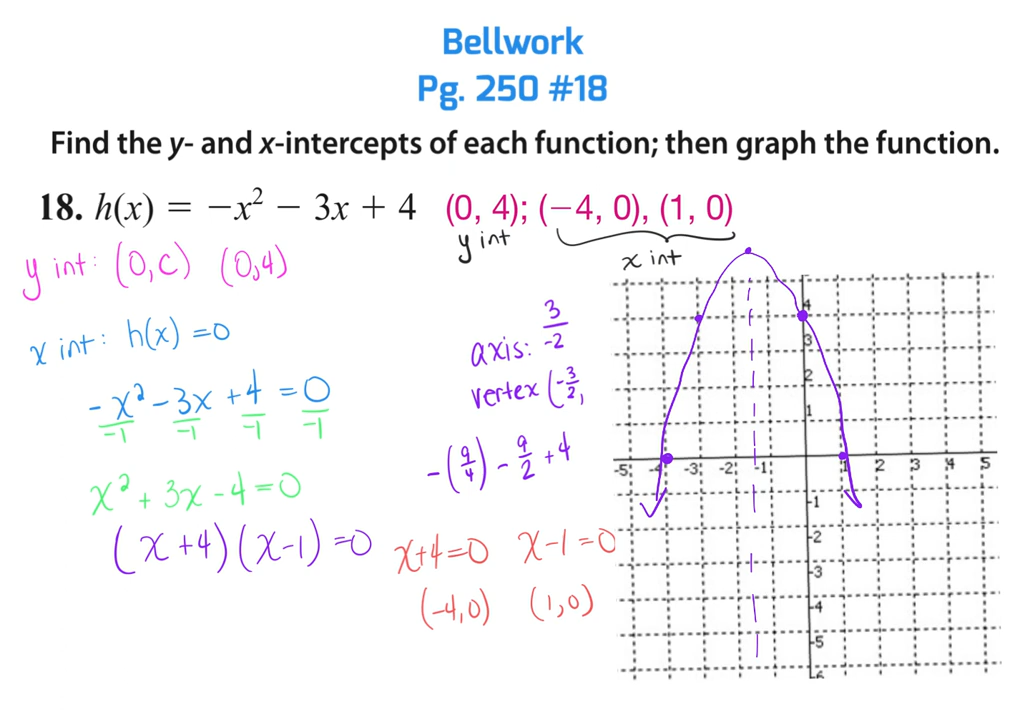 Bellwork
Pg. 250 #18
Find the y- and x-intercepts of each function; then graph the function.
18. h(x) = −x² − 3x + 4 (0, 4); (−4, 0), (1, 0)
y int
x int
y int: (0,C) (0,4)
x int: h(x) =0
-x² -3x +4 =0
-1 -1 -1 -1
x² + 3x -4 =0
(x +4)(x-1) =0
x+4=0 x-1=0
(-4,0) (1,0)
axis: 3/-2
vertex (-3/2,
-(9/4) - 9/2 +4
4
3
2
1
-5 -4 -3 -2 -1 1 2 3 4 5
-1
-2
-3
-4
-5